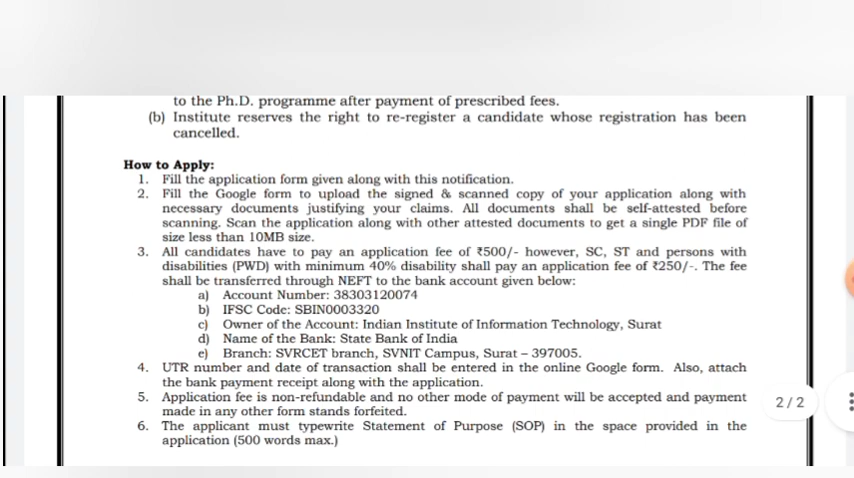 to the Ph.D. programme after payment of prescribed fees.
(b) Institute reserves the right to re-register a candidate whose registration has been
cancelled.
How to Apply:
1. Fill the application form given along with this notification.
2. Fill the Google form to upload the signed & scanned copy of your application along with
necessary documents justifying your claims. All documents shall be self-attested before
scanning. Scan the application along with other attested documents to get a single PDF file of
size less than 10MB size.
3. All candidates have to pay an application fee of ₹500/- however, SC, ST and persons with
disabilities (PWD) with minimum 40% disability shall pay an application fee of ₹250/-. The fee
shall be transferred through NEFT to the bank account given below:
a) Account Number: 38303120074
b) IFSC Code: SBIN0003320
c) Owner of the Account: Indian Institute of Information Technology, Surat
d) Name of the Bank: State Bank of India
e) Branch: SVRCET branch, SVNIT Campus, Surat – 397005.
4. UTR number and date of transaction shall be entered in the online Google form. Also, attach
the bank payment receipt along with the application.
5. Application fee is non-refundable and no other mode of payment will be accepted and payment
made in any other form stands forfeited.
6. The applicant must typewrite Statement of Purpose (SOP) in the space provided in the
application (500 words max.)
2 / 2